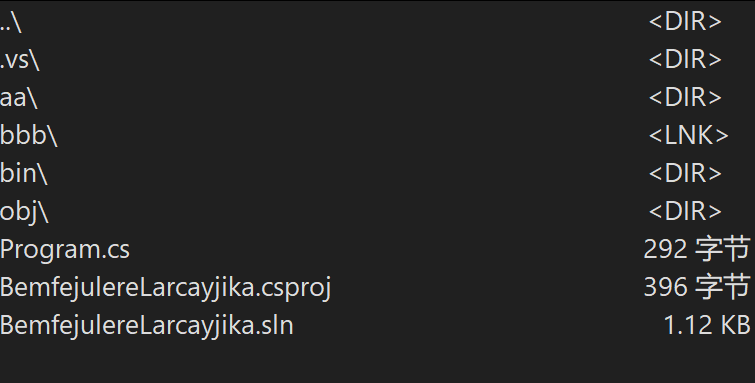 ..\ <DIR>
.vs\ <DIR>
aa\ <DIR>
bbb\ <LNK>
bin\ <DIR>
obj\ <DIR>
Program.cs 292 字节
BemfejulereLarcayjika.csproj 396 字节
BemfejulereLarcayjika.sln 1.12 KB